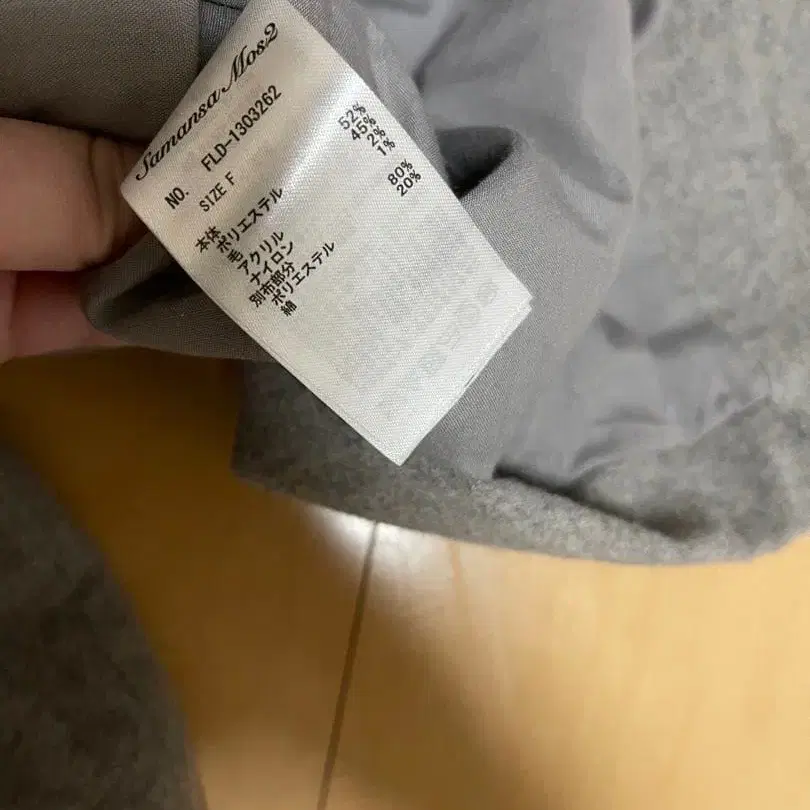 Samansa Mos2
NO. FLD-1303262
SIZE F
本体
ポリエステル 52%
毛 45%
アクリル 2%
ナイロン 1%
別布部分
ポリエステル 80%
綿 20%